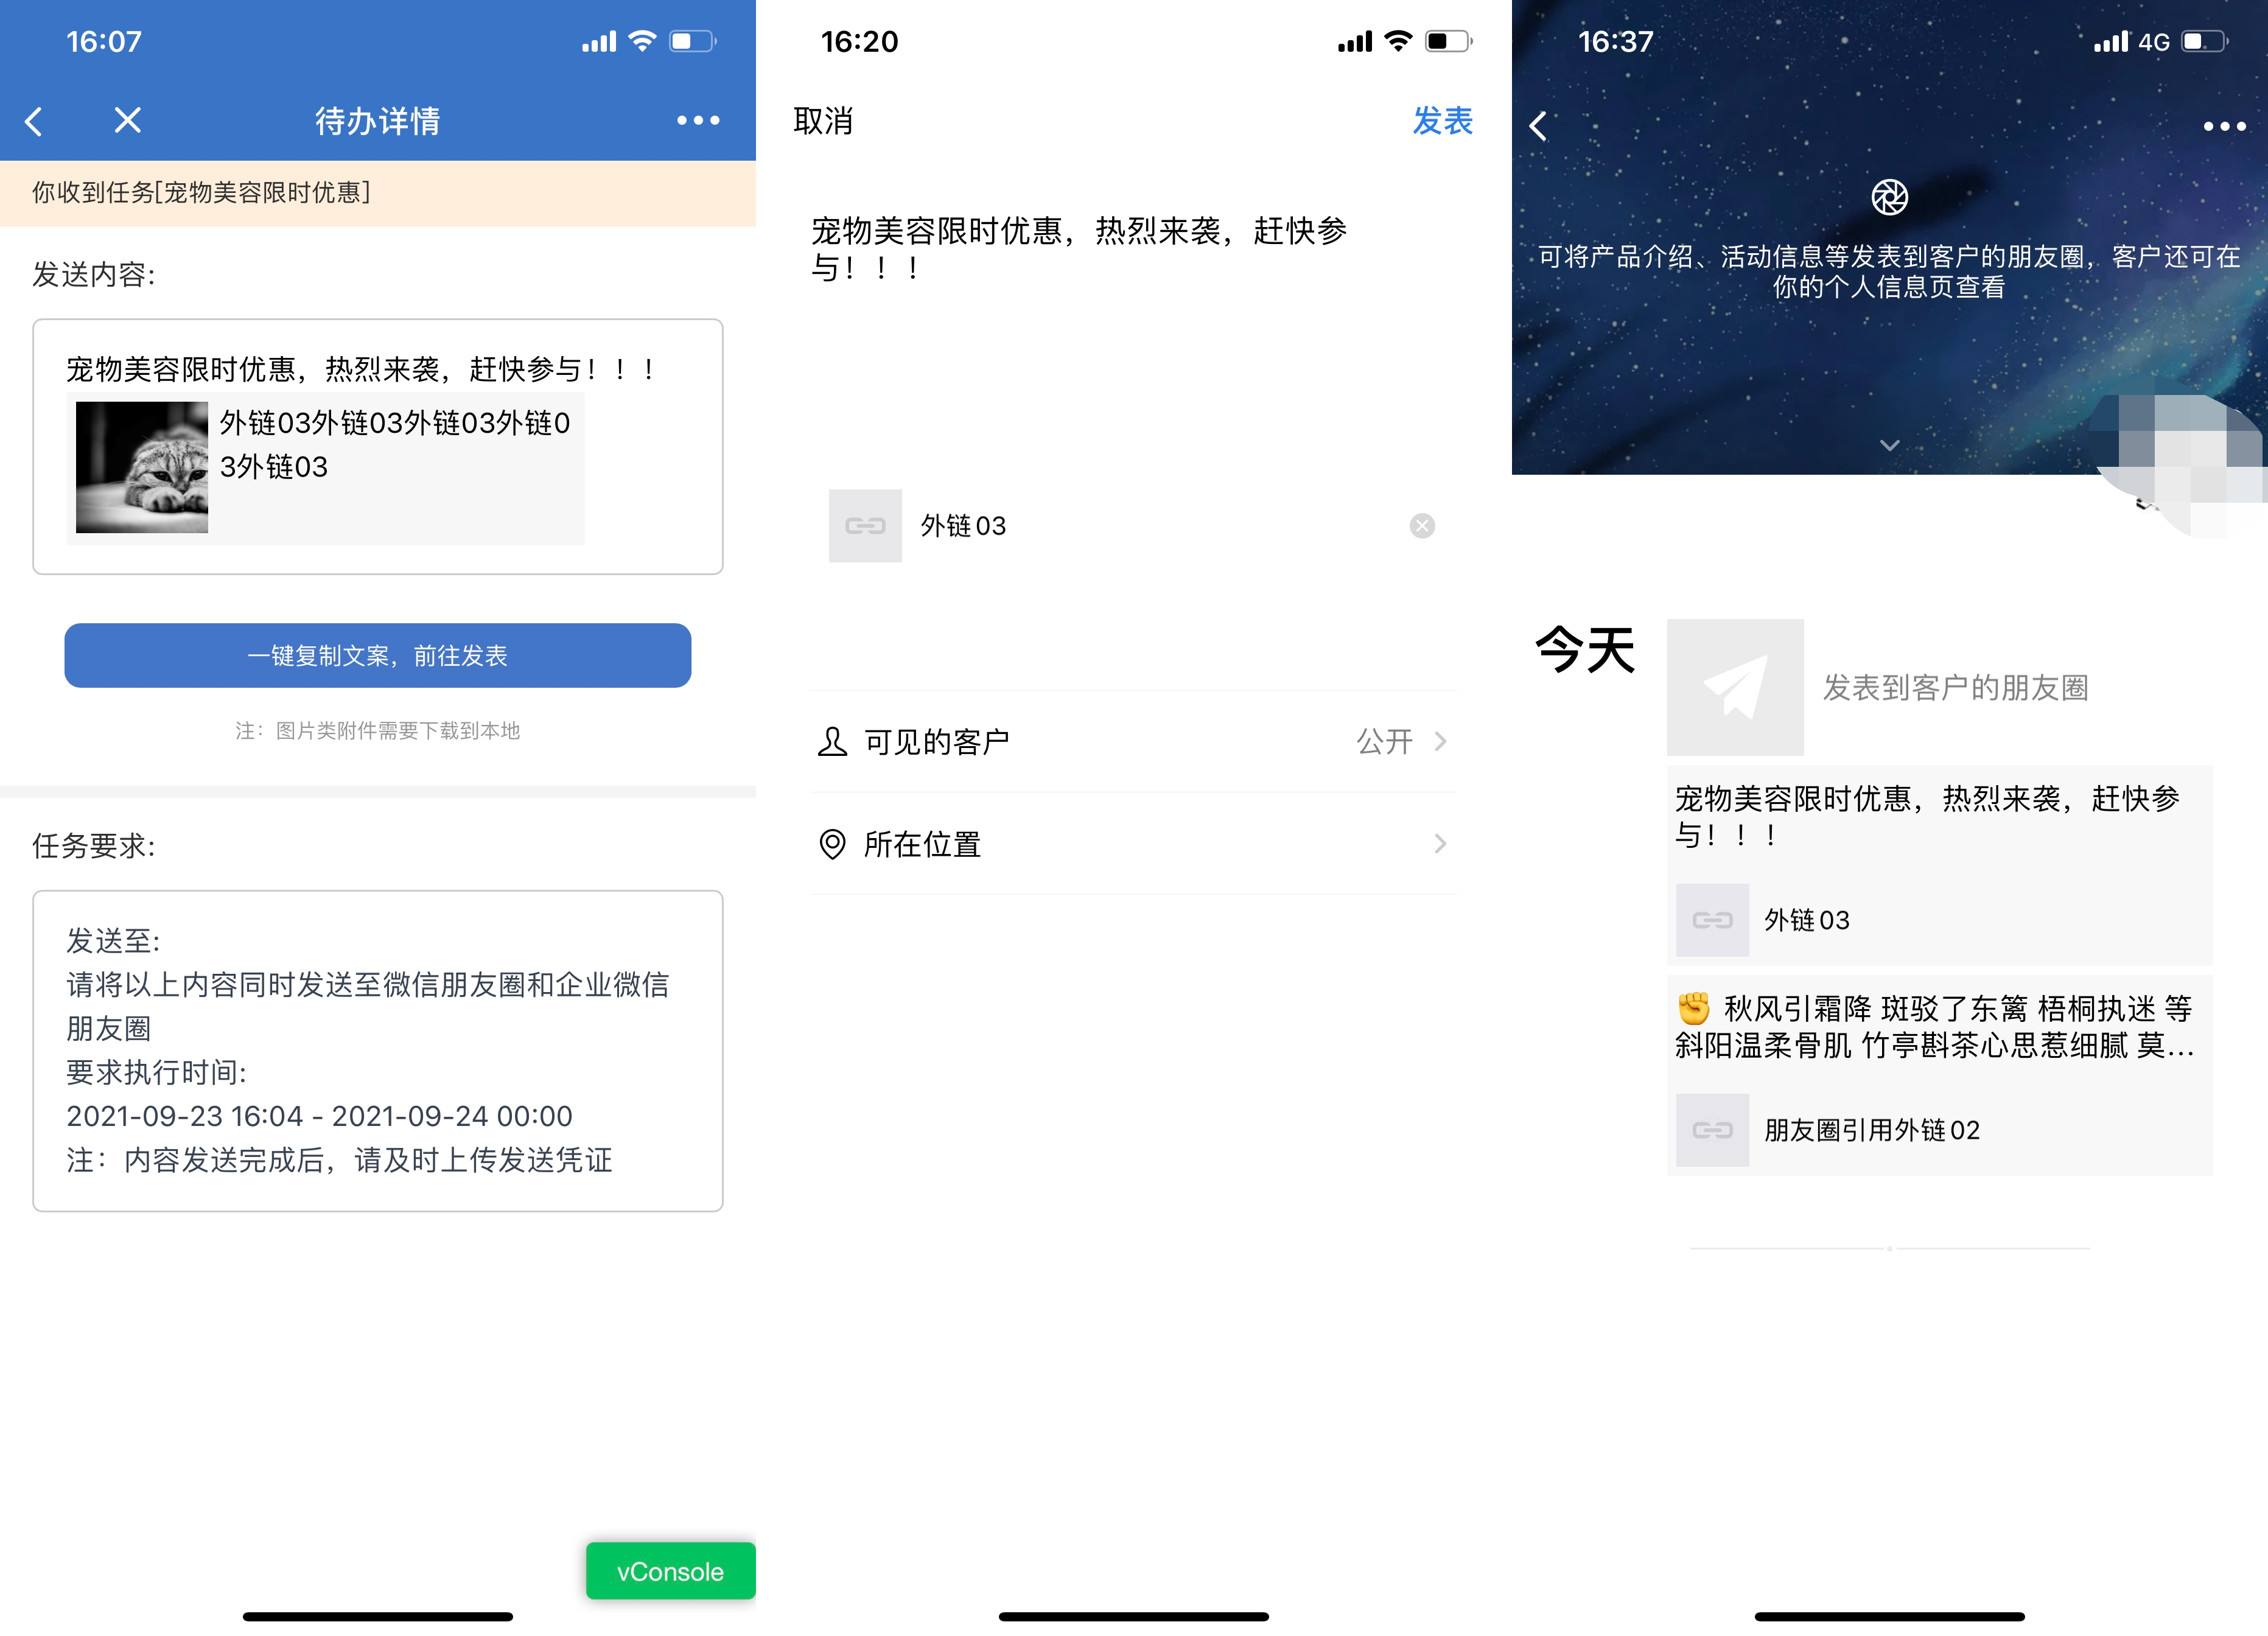 16:07
待办详情
你收到任务[宠物美容限时优惠]
发送内容:
宠物美容限时优惠，热烈来袭，赶快参与！！！
外链03外链03外链03外链0
3外链03
一键复制文案，前往发表
注：图片类附件需要下载到本地
任务要求:
发送至:
请将以上内容同时发送至微信朋友圈和企业微信
朋友圈
要求执行时间:
2021-09-23 16:04 - 2021-09-24 00:00
注：内容发送完成后，请及时上传发送凭证
vConsole
16:20
取消
发表
宠物美容限时优惠，热烈来袭，赶快参
与！！！
外链03
可见的客户
公开
所在位置
16:37
4G
可将产品介绍、活动信息等发表到客户的朋友圈，客户还可在
你的个人信息页查看
今天
发表到客户的朋友圈
宠物美容限时优惠，热烈来袭，赶快参
与！！！
外链03
✊ 秋风引霜降 斑驳了东篱 梧桐执迷 等
斜阳温柔骨肌 竹亭斟茶心思惹细腻 莫...
朋友圈引用外链02